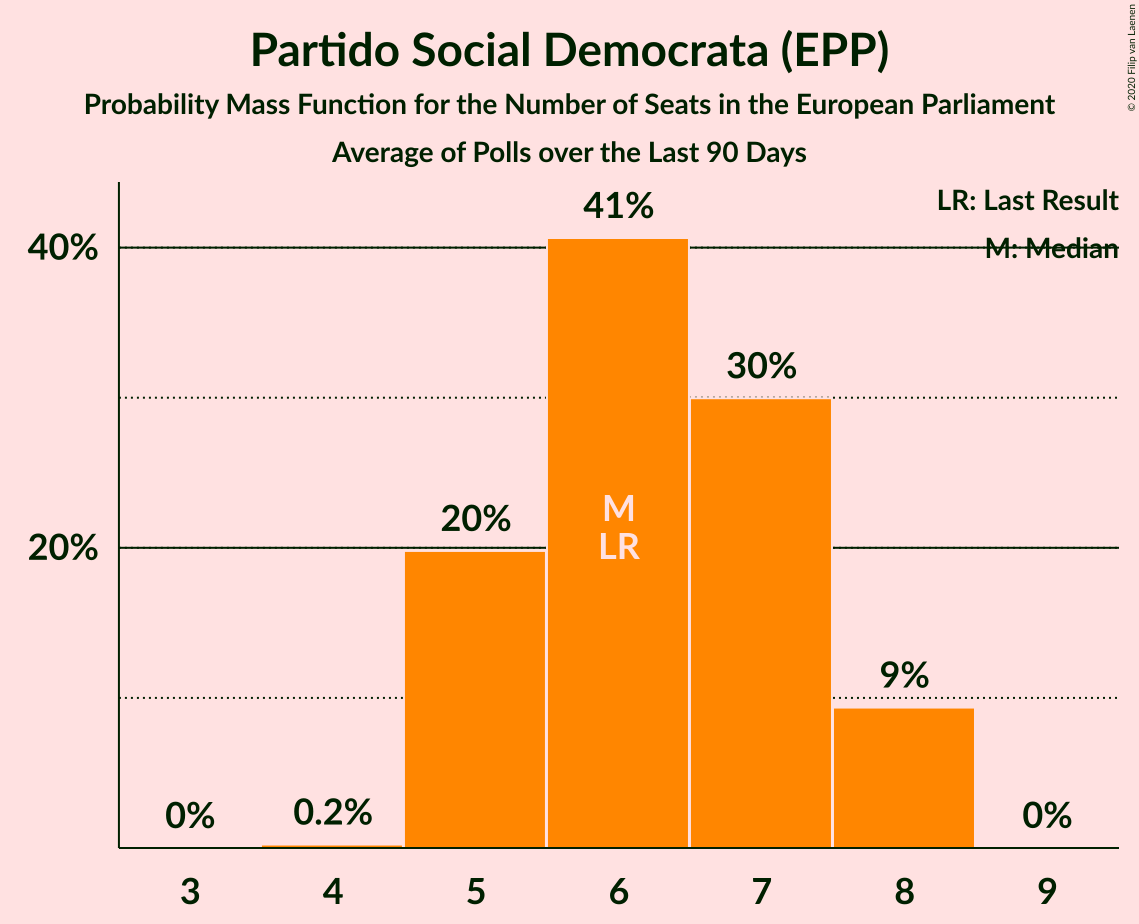 Partido Social Democrata (EPP)
Probability Mass Function for the Number of Seats in the European Parliament
Average of Polls over the Last 90 Days
© 2020 Filip van Laenen
LR: Last Result
M: Median
40%
20%
0%
0.2%
20%
41%
30%
9%
0%
M
LR
3 4 5 6 7 8 9